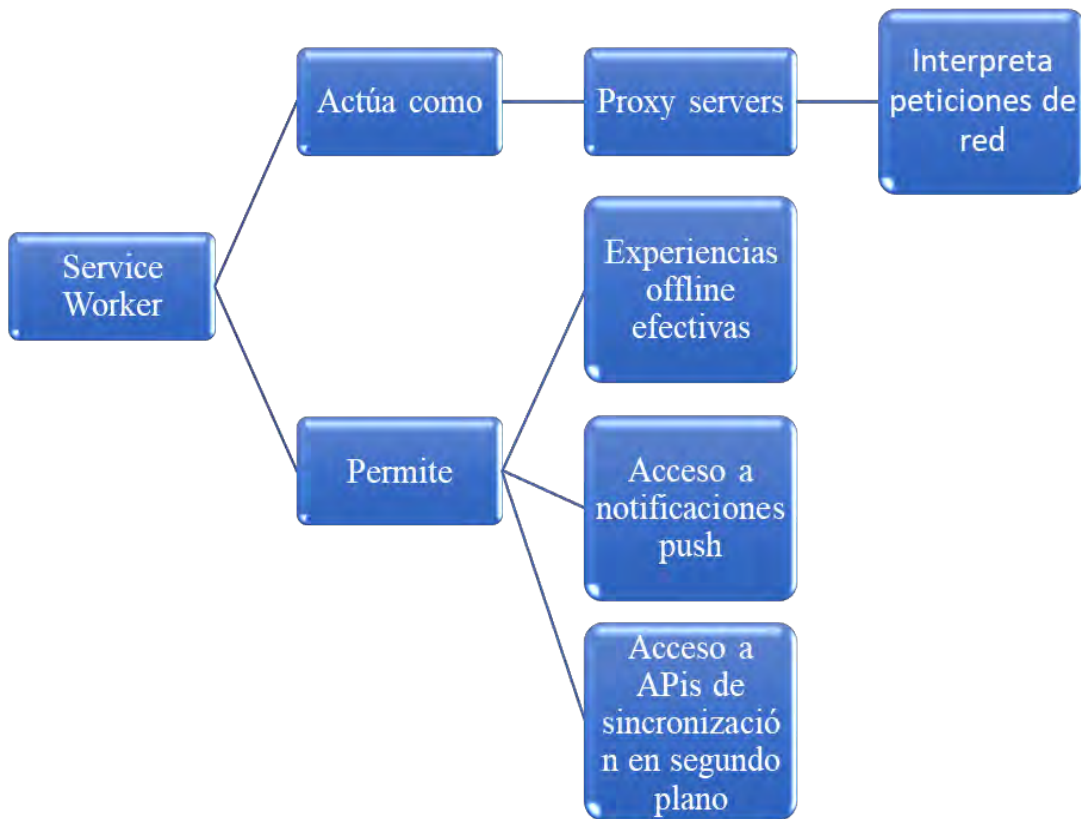 Service
Worker
Actúa como
Proxy servers
Interpreta
peticiones de
red
Permite
Experiencias
offline
efectivas
Acceso a
notificaciones
push
Acceso a
APis de
sincronizació
n en segundo
plano